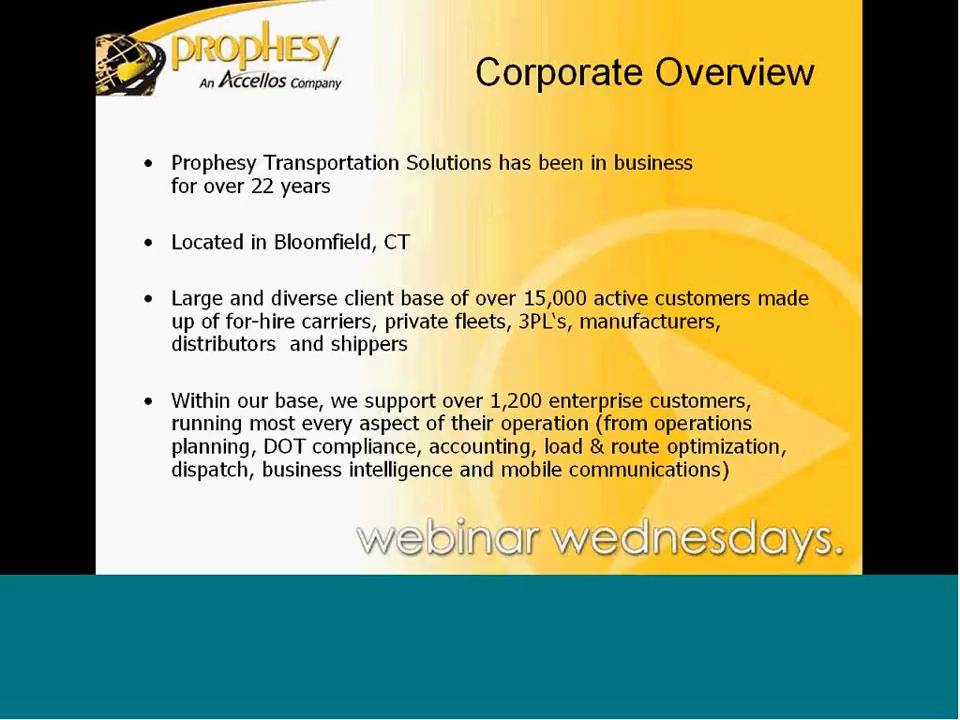 PROPHESY
An Accellos Company
Corporate Overview
• Prophesy Transportation Solutions has been in business
for over 22 years
• Located in Bloomfield, CT
• Large and diverse client base of over 15,000 active customers made
up of for-hire carriers, private fleets, 3PL‘s, manufacturers,
distributors  and shippers
• Within our base, we support over 1,200 enterprise customers,
running most every aspect of their operation (from operations
planning, DOT compliance, accounting, load & route optimization,
dispatch, business intelligence and mobile communications)
webinar wednesdays.